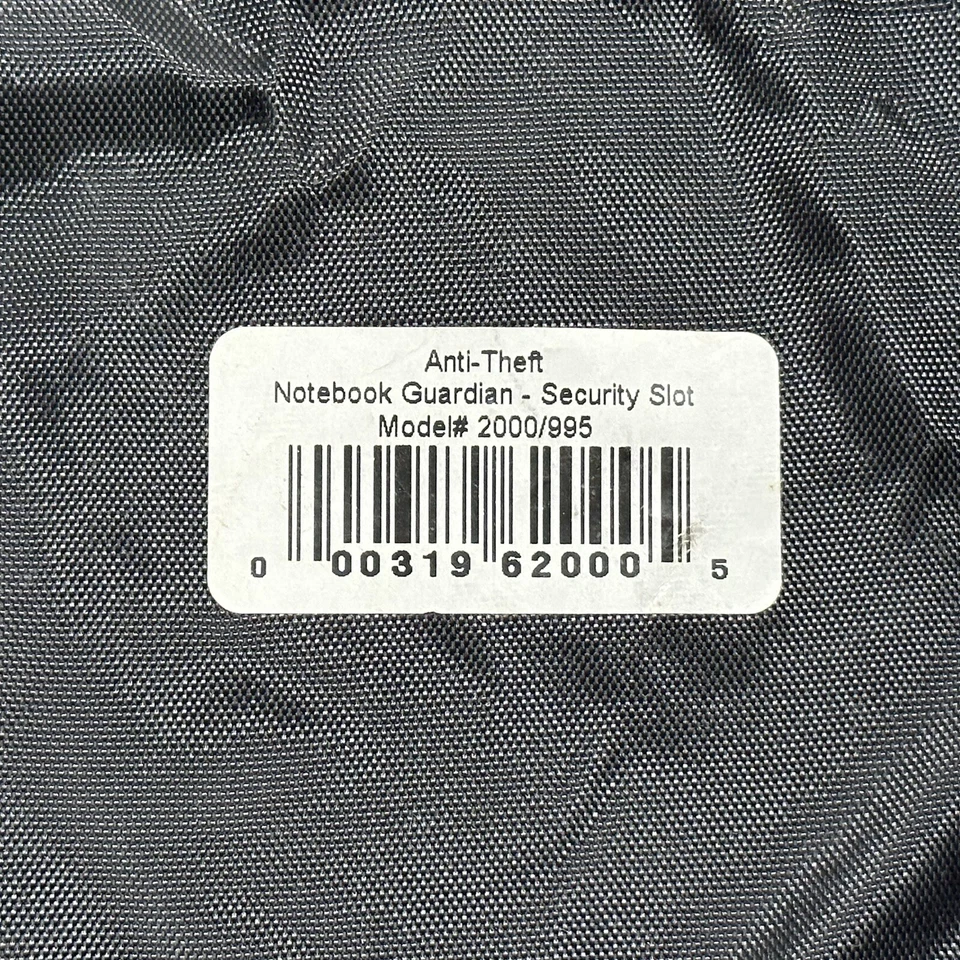 Anti-Theft
Notebook Guardian - Security Slot
Model# 2000/995
0 00319 62000 5